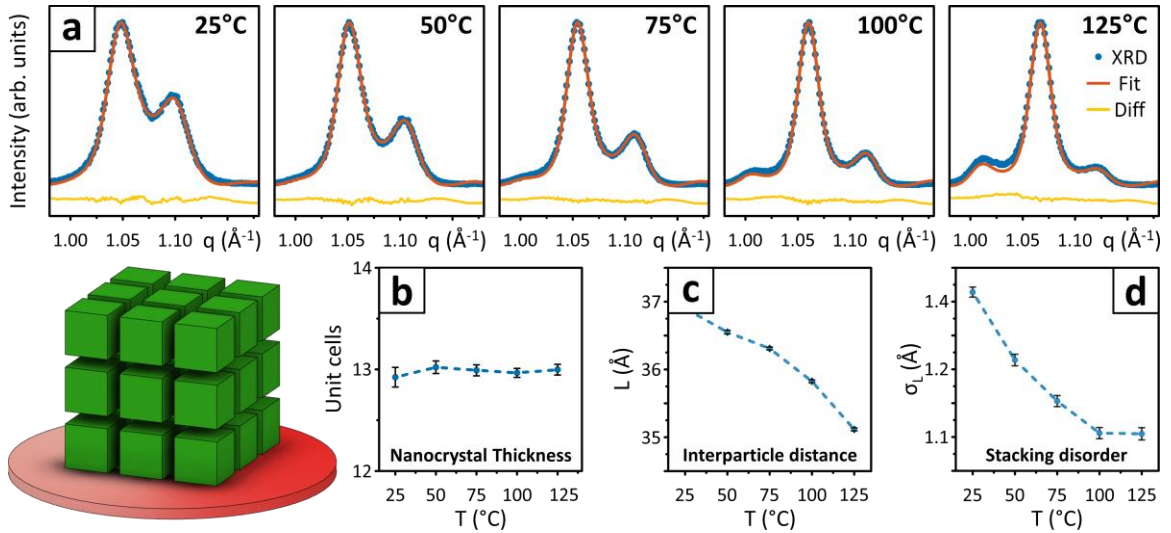 a 25°C 50°C 75°C 100°C 125°C
XRD
Fit
Diff
Intensity (arb. units)
1.00 1.05 1.10 q (Å-1) 1.00 1.05 1.10 q (Å-1) 1.00 1.05 1.10 q (Å-1) 1.00 1.05 1.10 q (Å-1) 1.00 1.05 1.10 q (Å-1)
b
14
13
12
Unit cells
Nanocrystal Thickness
25 50 75 100 125
T (°C)
c
37
36
35
L (Å)
Interparticle distance
25 50 75 100 125
T (°C)
d
1.4
1.2
1.1
σL (Å)
Stacking disorder
25 50 75 100 125
T (°C)